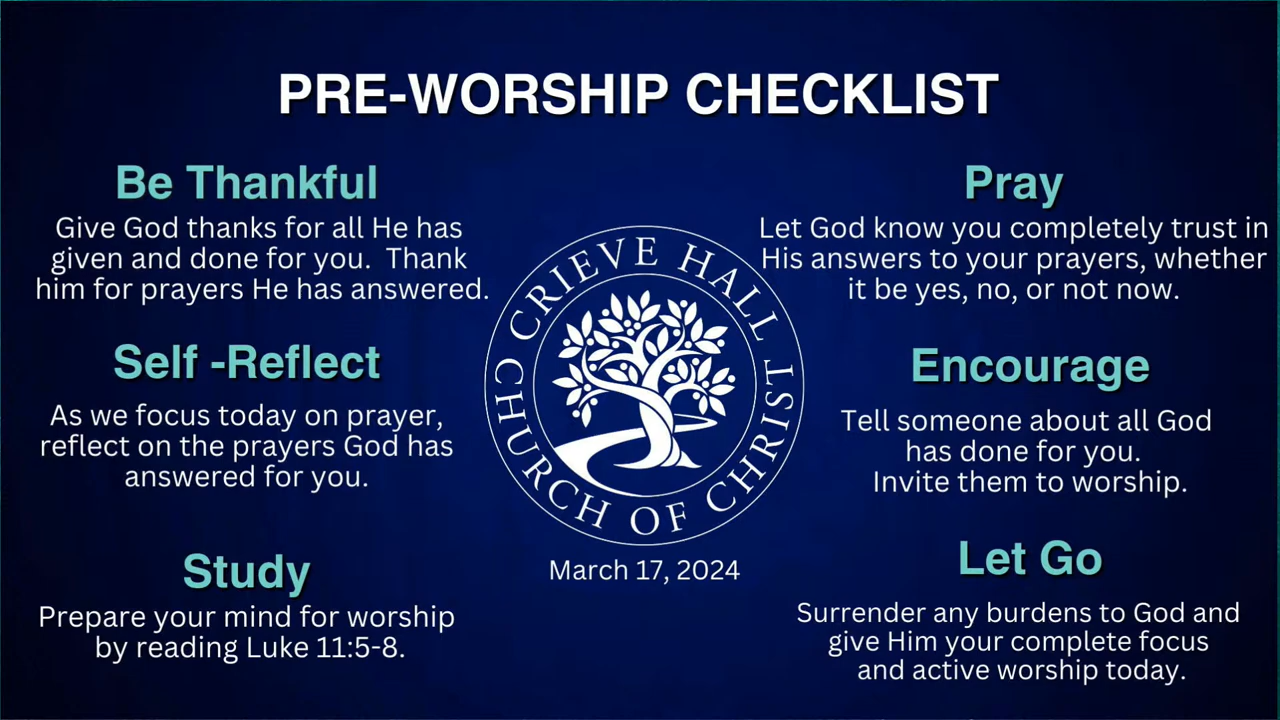 PRE-WORSHIP CHECKLIST
Be Thankful
Give God thanks for all He has
given and done for you.  Thank
him for prayers He has answered.
Self -Reflect
As we focus today on prayer,
reflect on the prayers God has
answered for you.
Study
Prepare your mind for worship
by reading Luke 11:5-8.
CRIEVE HALL
CHURCH OF CHRIST
March 17, 2024
Pray
Let God know you completely trust in
His answers to your prayers, whether
it be yes, no, or not now.
Encourage
Tell someone about all God
has done for you.
Invite them to worship.
Let Go
Surrender any burdens to God and
give Him your complete focus
and active worship today.